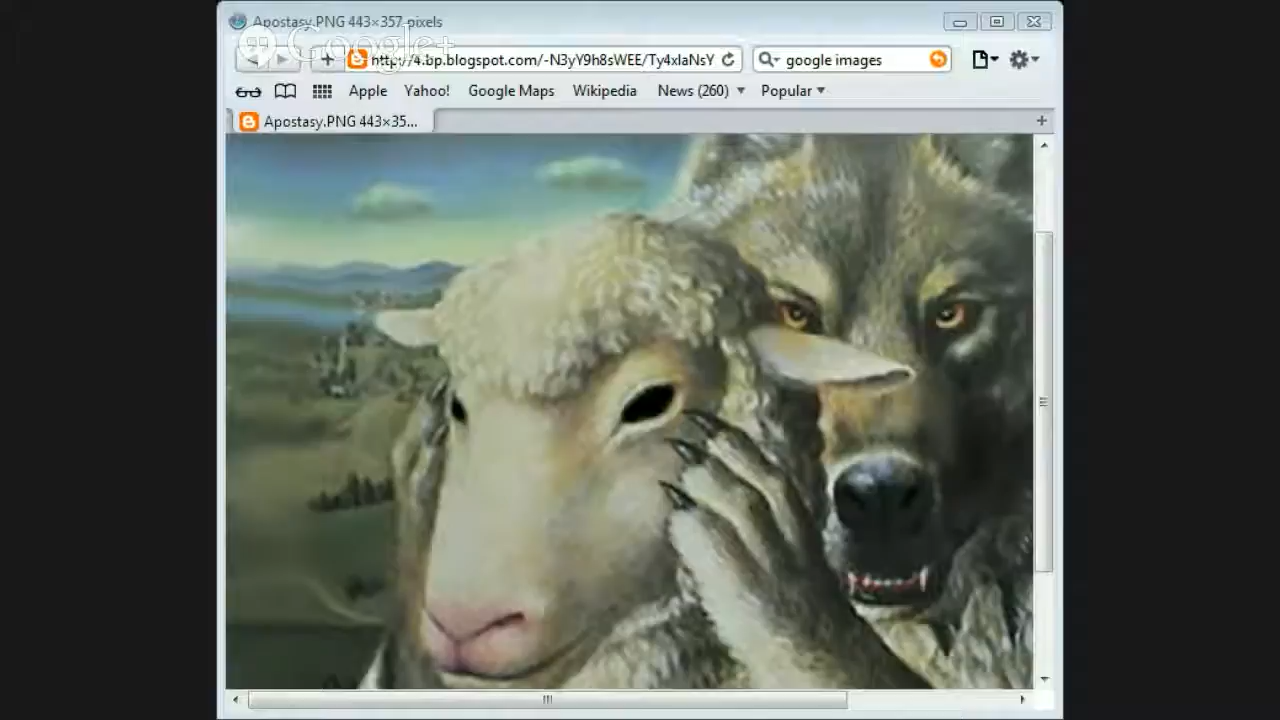 Apostasy.PNG 443×357 pixels
Google+
http://4.bp.blogspot.com/-N3yY9h8sWEE/Ty4xlaNsY
google images
Apple Yahoo! Google Maps Wikipedia News (260) Popular
Apostasy.PNG 443×35...